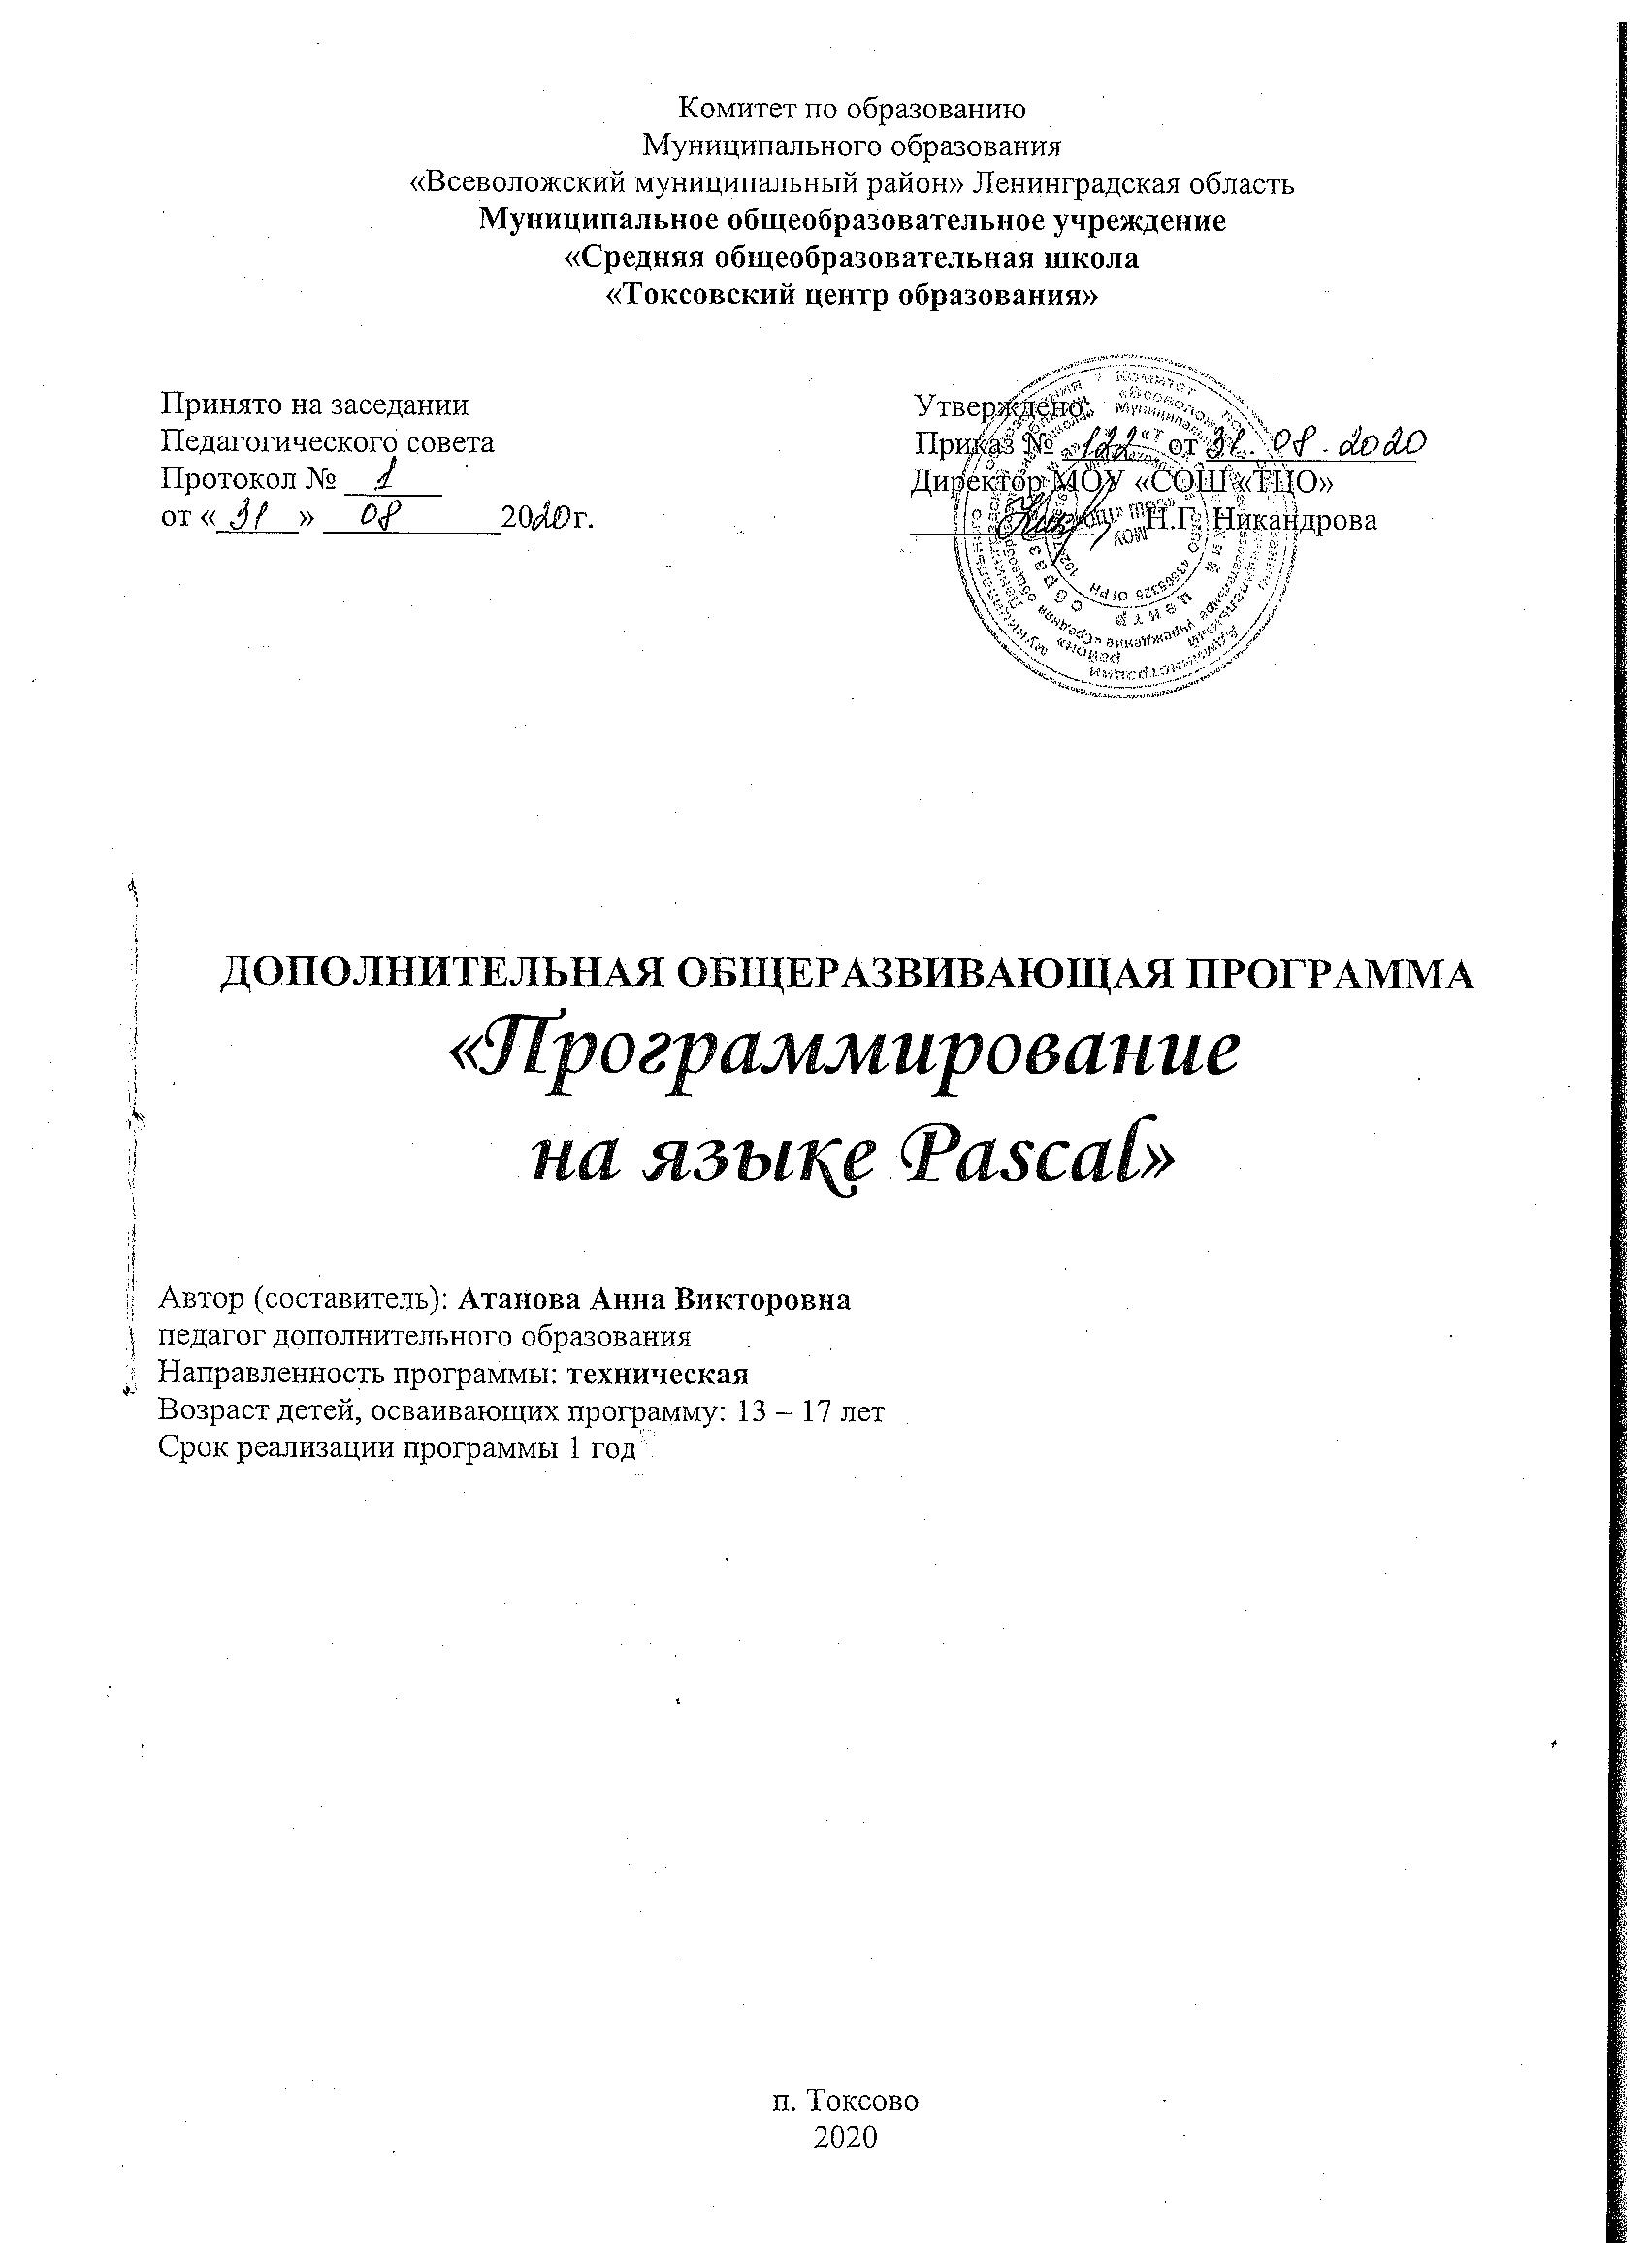 Комитет по образованию
Муниципального образования
«Всеволожский муниципальный район» Ленинградская область
Муниципальное общеобразовательное учреждение
«Средняя общеобразовательная школа
«Токсовский центр образования»
Принято на заседании
Педагогического совета
Протокол № 1
от «31» 08 2020г.
Утверждено:
Приказ № 122 от 31.08.2020
Директор МОУ «СОШ «ТЦО»
Н.Г. Никандрова
ДОПОЛНИТЕЛЬНАЯ ОБЩЕРАЗВИВАЮЩАЯ ПРОГРАММА
«Программирование
на языке Pascal»
Автор (составитель): Атанова Анна Викторовна
педагог дополнительного образования
Направленность программы: техническая
Возраст детей, осваивающих программу: 13 – 17 лет
Срок реализации программы 1 год
п. Токсово
2020